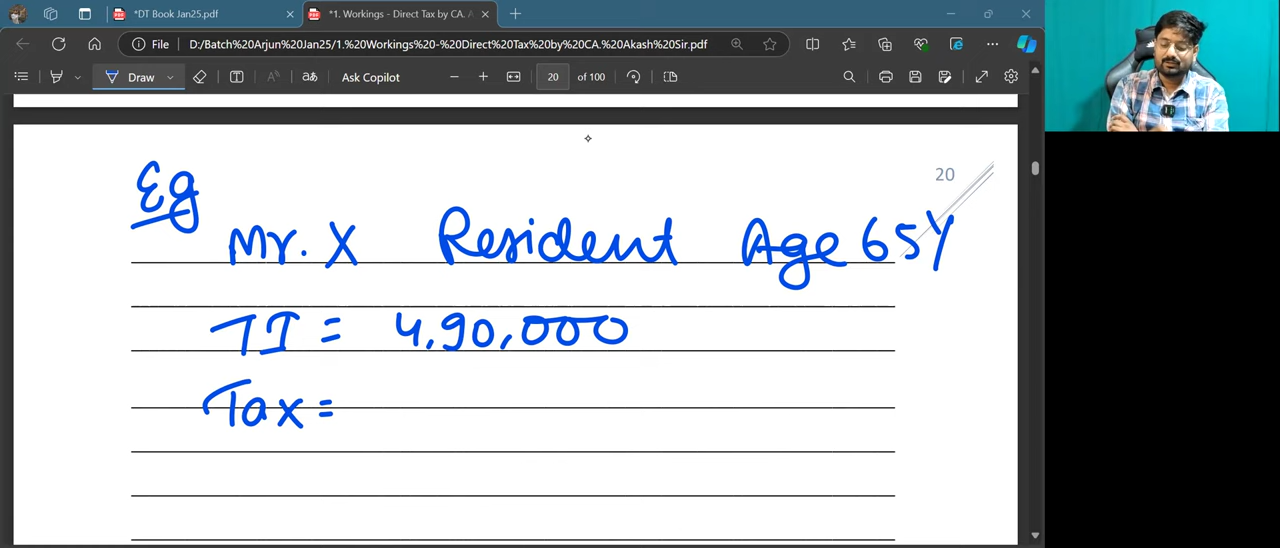 *DT Book Jan25.pdf
*1. Workings - Direct Tax by CA. A
File
D:/Batch%20Arjun%20Jan25/1.%20Workings%20-%20Direct%20Tax%20by%20CA.%20Akash%20Sir.pdf
Draw
Ask Copilot
20 of 100
20
Eg
Mr. X Resident Age 65Y
TI = 4,90,000
Tax =